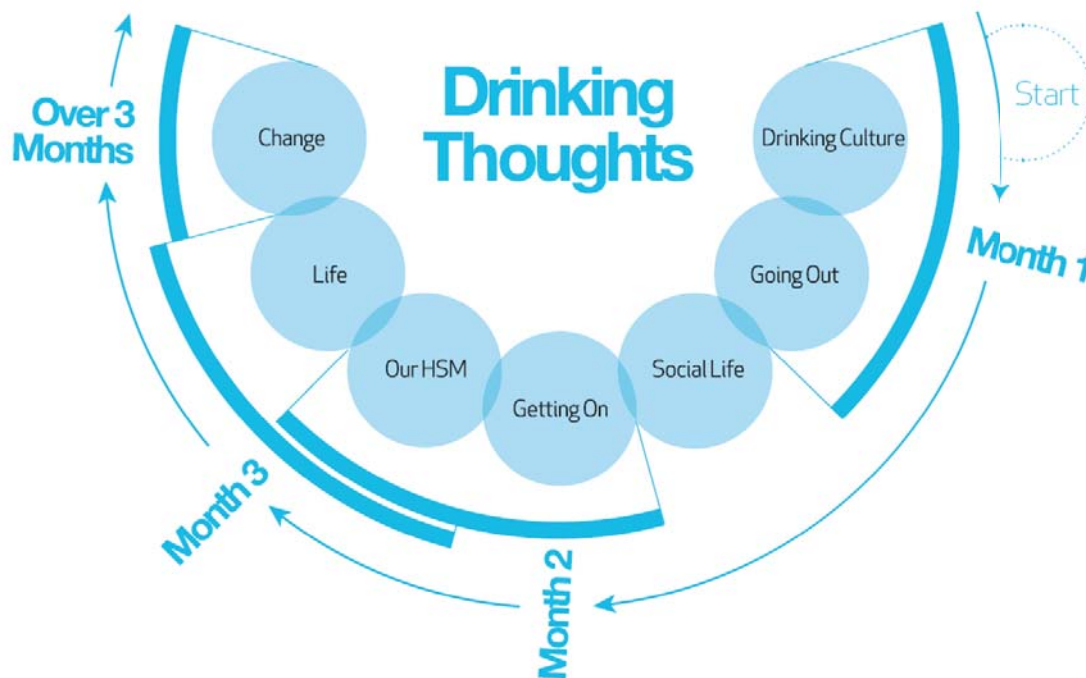 Drinking
Thoughts
Start
Month 1
Drinking Culture
Going Out
Social Life
Getting On
Month 2
Our HSM
Month 3
Life
Change
Over 3
Months